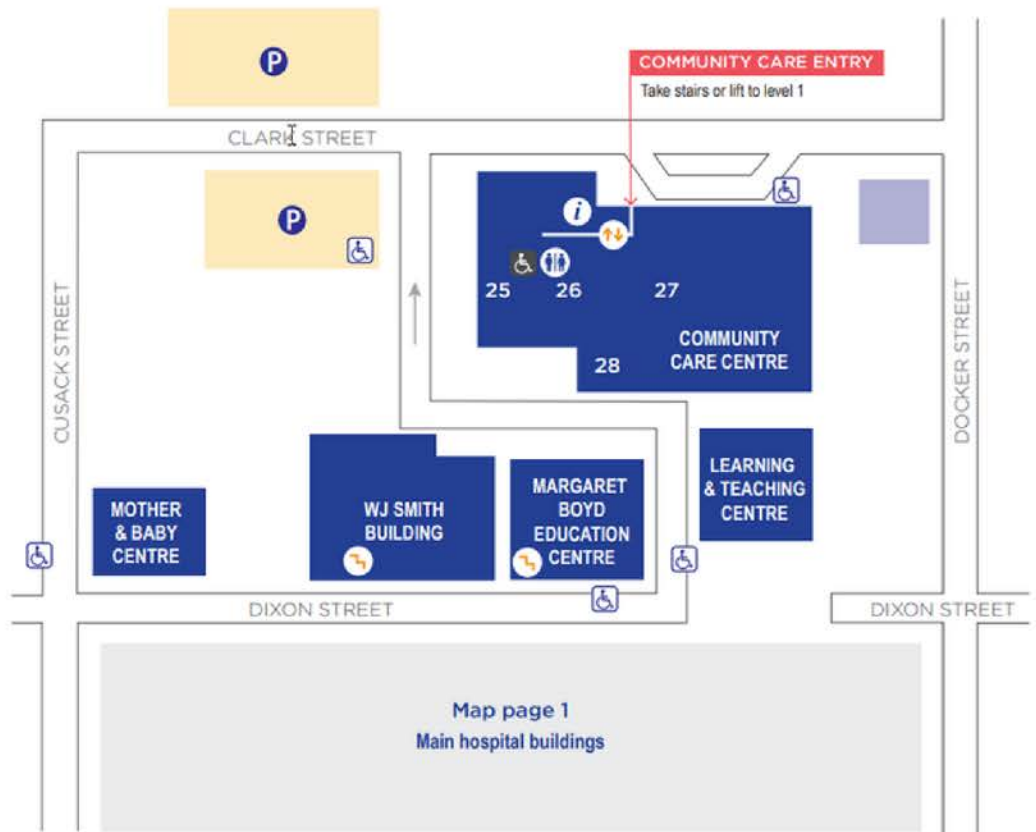 P
COMMUNITY CARE ENTRY
Take stairs or lift to level 1
CLARK STREET
P
i
25 26 27
COMMUNITY
CARE CENTRE
28
CUSACK STREET
DOCKER STREET
MOTHER
& BABY
CENTRE
WJ SMITH
BUILDING
MARGARET
BOYD
EDUCATION
CENTRE
LEARNING
& TEACHING
CENTRE
DIXON STREET
DIXON STREET
Map page 1
Main hospital buildings